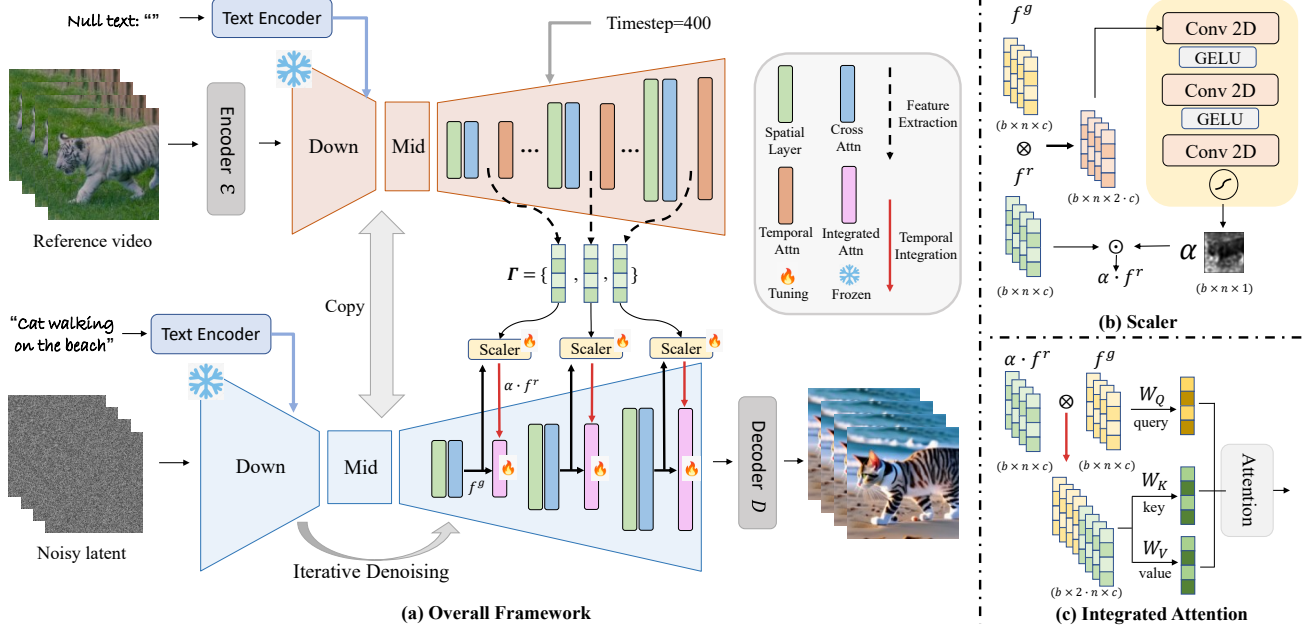 Null text: “”
Text Encoder
Timestep=400
Encoder ℰ
Down
Mid
...
...
Reference video
Γ = { , , }
Copy
Spatial
Layer
Cross
Attn
Feature
Extraction
Temporal
Attn
Integrated
Attn
Temporal
Integration
Tuning
Frozen
“Cat walking
on the beach”
Text Encoder
Scaler
Scaler
Scaler
α · f^r
Down
Mid
f^g
Decoder D
Noisy latent
Iterative Denoising
(a) Overall Framework
f^g
(b × n × c)
⊗
f^r
(b × n × c)
(b × n × 2 · c)
Conv 2D
GELU
Conv 2D
GELU
Conv 2D
⊙
α · f^r
α
(b × n × 1)
(b) Scaler
α · f^r
f^g
⊗
(b × n × c)
(b × n × c)
W_Q
query
W_K
key
W_V
value
Attention
(b × 2 · n × c)
(c) Integrated Attention